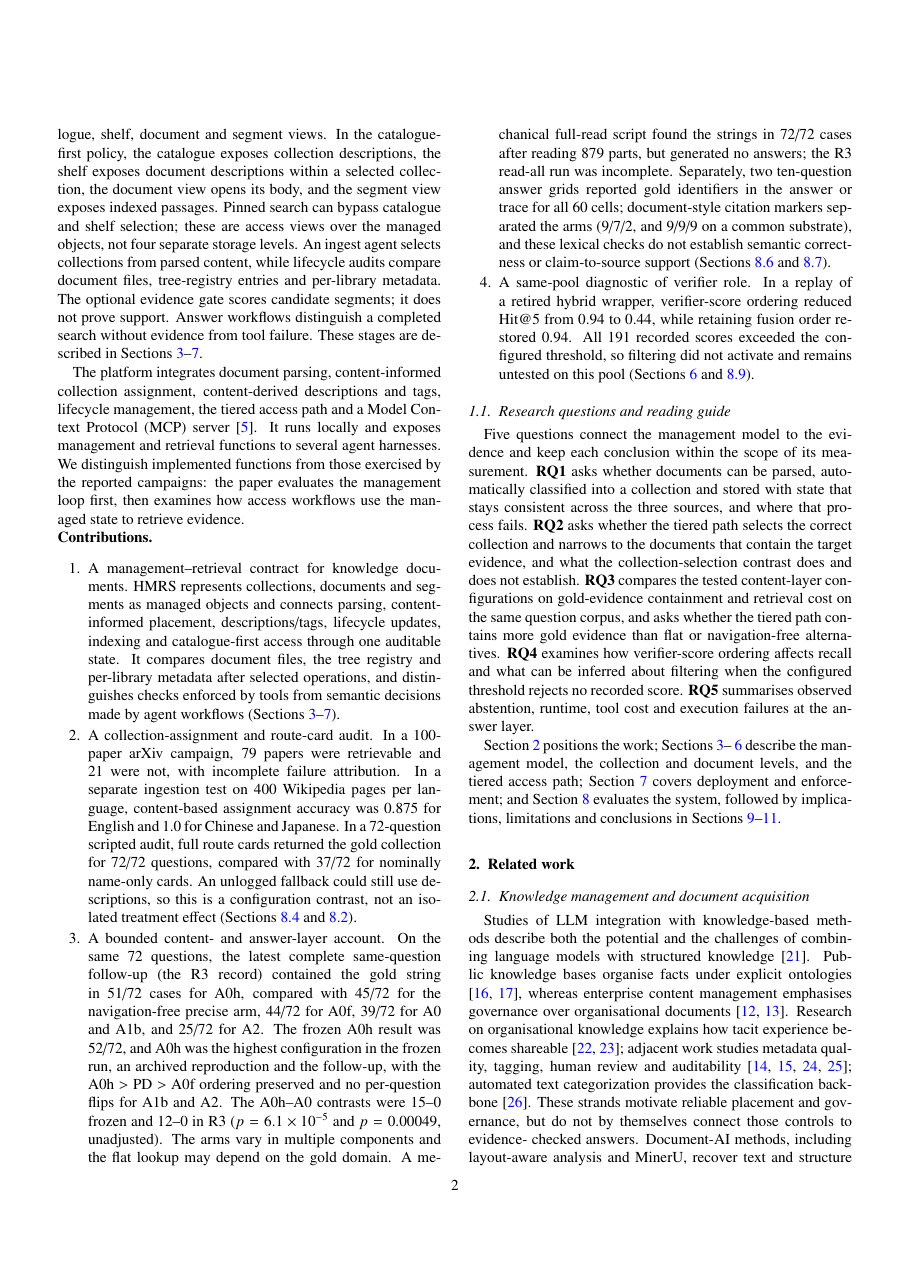 logue, shelf, document and segment views. In the catalogue-
first policy, the catalogue exposes collection descriptions, the
shelf exposes document descriptions within a selected collec-
tion, the document view opens its body, and the segment view
exposes indexed passages. Pinned search can bypass catalogue
and shelf selection; these are access views over the managed
objects, not four separate storage levels. An ingest agent selects
collections from parsed content, while lifecycle audits compare
document files, tree-registry entries and per-library metadata.
The optional evidence gate scores candidate segments; it does
not prove support. Answer workflows distinguish a completed
search without evidence from tool failure. These stages are de-
scribed in Sections 3–7.
The platform integrates document parsing, content-informed
collection assignment, content-derived descriptions and tags,
lifecycle management, the tiered access path and a Model Con-
text Protocol (MCP) server [5]. It runs locally and exposes
management and retrieval functions to several agent harnesses.
We distinguish implemented functions from those exercised by
the reported campaigns: the paper evaluates the management
loop first, then examines how access workflows use the man-
aged state to retrieve evidence.
Contributions.
1. A management–retrieval contract for knowledge docu-
ments. HMRS represents collections, documents and seg-
ments as managed objects and connects parsing, content-
informed placement, descriptions/tags, lifecycle updates,
indexing and catalogue-first access through one auditable
state. It compares document files, the tree registry and
per-library metadata after selected operations, and distin-
guishes checks enforced by tools from semantic decisions
made by agent workflows (Sections 3–7).
2. A collection-assignment and route-card audit. In a 100-
paper arXiv campaign, 79 papers were retrievable and
21 were not, with incomplete failure attribution. In a
separate ingestion test on 400 Wikipedia pages per lan-
guage, content-based assignment accuracy was 0.875 for
English and 1.0 for Chinese and Japanese. In a 72-question
scripted audit, full route cards returned the gold collection
for 72/72 questions, compared with 37/72 for nominally
name-only cards. An unlogged fallback could still use de-
scriptions, so this is a configuration contrast, not an iso-
lated treatment effect (Sections 8.4 and 8.2).
3. A bounded content- and answer-layer account. On the
same 72 questions, the latest complete same-question
follow-up (the R3 record) contained the gold string
in 51/72 cases for A0h, compared with 45/72 for the
navigation-free precise arm, 44/72 for A0f, 39/72 for A0
and A1b, and 25/72 for A2. The frozen A0h result was
52/72, and A0h was the highest configuration in the frozen
run, an archived reproduction and the follow-up, with the
A0h > PD > A0f ordering preserved and no per-question
flips for A1b and A2. The A0h–A0 contrasts were 15–0
frozen and 12–0 in R3 (p = 6.1 × 10⁻⁵ and p = 0.00049,
unadjusted). The arms vary in multiple components and
the flat lookup may depend on the gold domain. A me-
chanical full-read script found the strings in 72/72 cases
after reading 879 parts, but generated no answers; the R3
read-all run was incomplete. Separately, two ten-question
answer grids reported gold identifiers in the answer or
trace for all 60 cells; document-style citation markers sep-
arated the arms (9/7/2, and 9/9/9 on a common substrate),
and these lexical checks do not establish semantic correct-
ness or claim-to-source support (Sections 8.6 and 8.7).
4. A same-pool diagnostic of verifier role. In a replay of
a retired hybrid wrapper, verifier-score ordering reduced
Hit@5 from 0.94 to 0.44, while retaining fusion order re-
stored 0.94. All 191 recorded scores exceeded the con-
figured threshold, so filtering did not activate and remains
untested on this pool (Sections 6 and 8.9).
1.1. Research questions and reading guide
Five questions connect the management model to the evi-
dence and keep each conclusion within the scope of its mea-
surement. RQ1 asks whether documents can be parsed, auto-
matically classified into a collection and stored with state that
stays consistent across the three sources, and where that pro-
cess fails. RQ2 asks whether the tiered path selects the correct
collection and narrows to the documents that contain the target
evidence, and what the collection-selection contrast does and
does not establish. RQ3 compares the tested content-layer con-
figurations on gold-evidence containment and retrieval cost on
the same question corpus, and asks whether the tiered path con-
tains more gold evidence than flat or navigation-free alterna-
tives. RQ4 examines how verifier-score ordering affects recall
and what can be inferred about filtering when the configured
threshold rejects no recorded score. RQ5 summarises observed
abstention, runtime, tool cost and execution failures at the an-
swer layer.
Section 2 positions the work; Sections 3– 6 describe the man-
agement model, the collection and document levels, and the
tiered access path; Section 7 covers deployment and enforce-
ment; and Section 8 evaluates the system, followed by implica-
tions, limitations and conclusions in Sections 9–11.
2. Related work
2.1. Knowledge management and document acquisition
Studies of LLM integration with knowledge-based meth-
ods describe both the potential and the challenges of combin-
ing language models with structured knowledge [21]. Pub-
lic knowledge bases organise facts under explicit ontologies
[16, 17], whereas enterprise content management emphasises
governance over organisational documents [12, 13]. Research
on organisational knowledge explains how tacit experience be-
comes shareable [22, 23]; adjacent work studies metadata qual-
ity, tagging, human review and auditability [14, 15, 24, 25];
automated text categorization provides the classification back-
bone [26]. These strands motivate reliable placement and gov-
ernance, but do not by themselves connect those controls to
evidence- checked answers. Document-AI methods, including
layout-aware analysis and MinerU, recover text and structure
2